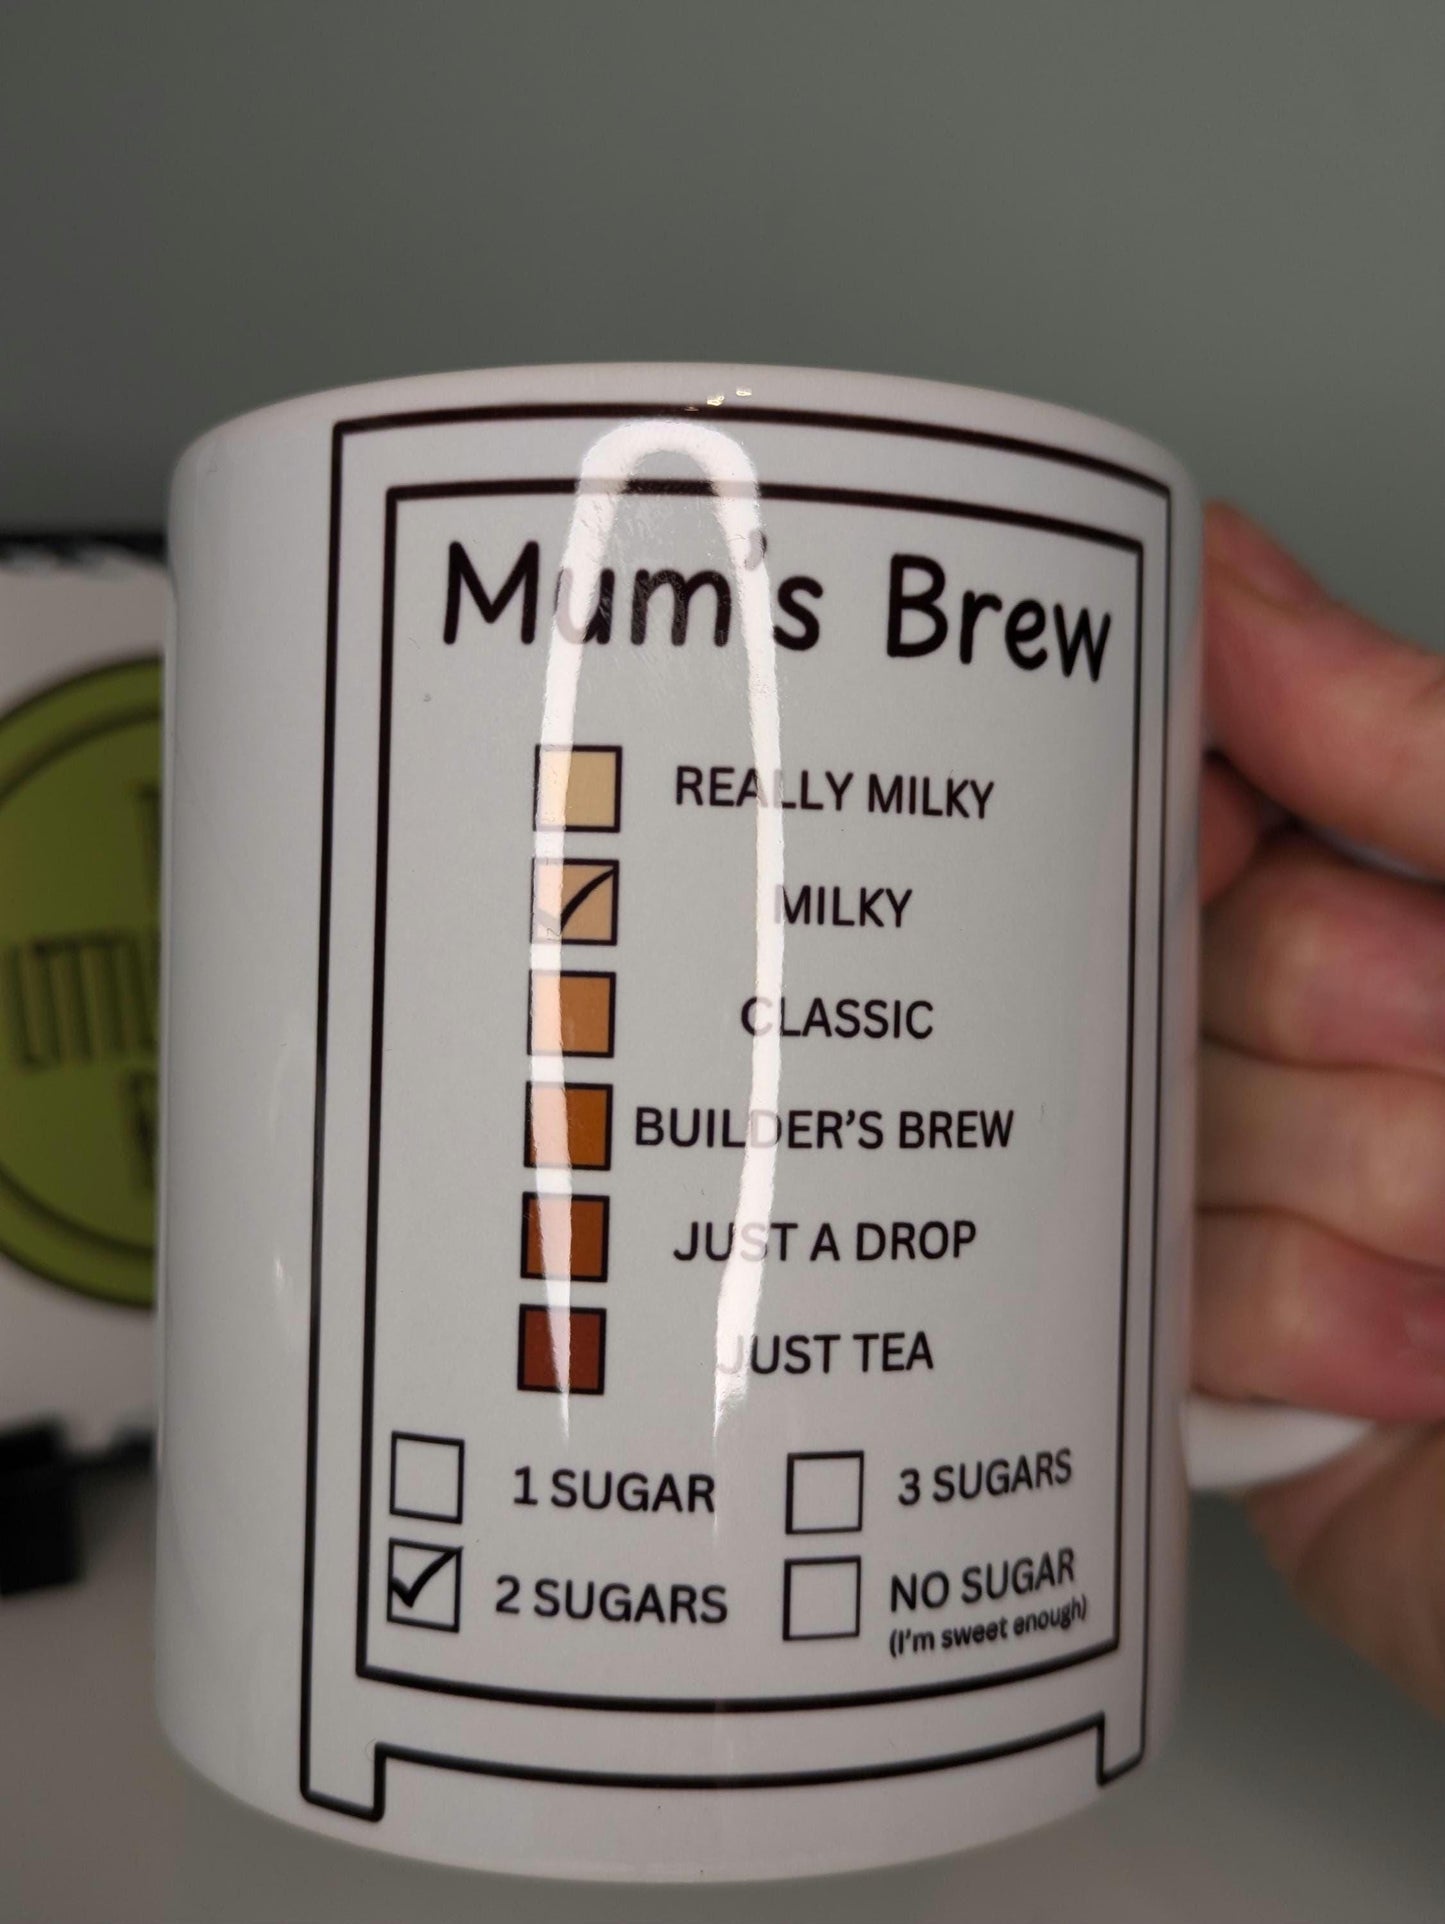 Mum's Brew
REALLY MILKY
MILKY
CLASSIC
BUILDER'S BREW
JUST A DROP
JUST TEA
1 SUGAR
3 SUGARS
2 SUGARS
NO SUGAR
(I'm sweet enough)